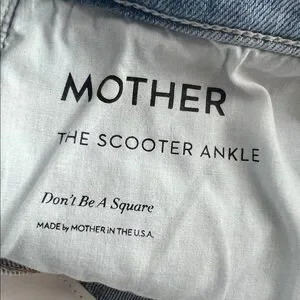 MOTHER
THE SCOOTER ANKLE
Don't Be A Square
MADE by MOTHER IN THE U.S.A.